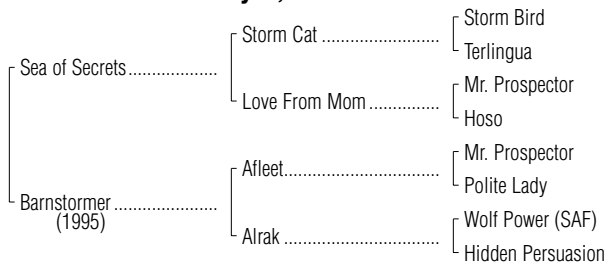 Storm Bird
Storm Cat ..............................
Terlingua
Sea of Secrets...................
Mr. Prospector
Love From Mom ..................
Hoso
Mr. Prospector
Afleet.......................................
Polite Lady
Barnstormer ......................
(1995)
Wolf Power (SAF)
Alrak .......................................
Hidden Persuasion